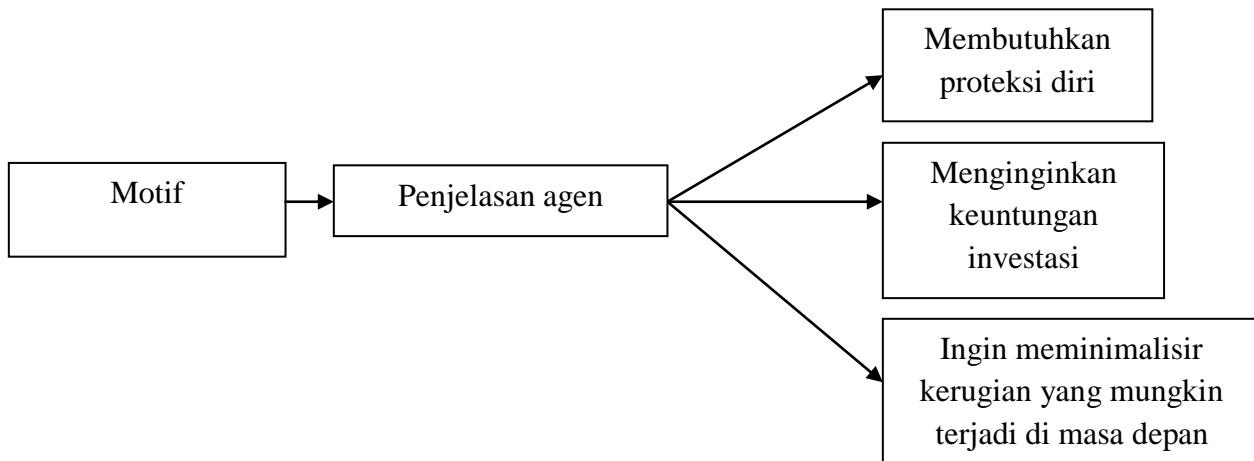 Motif
Penjelasan agen
Membutuhkan
proteksi diri
Menginginkan
keuntungan
investasi
Ingin meminimalisir
kerugian yang mungkin
terjadi di masa depan